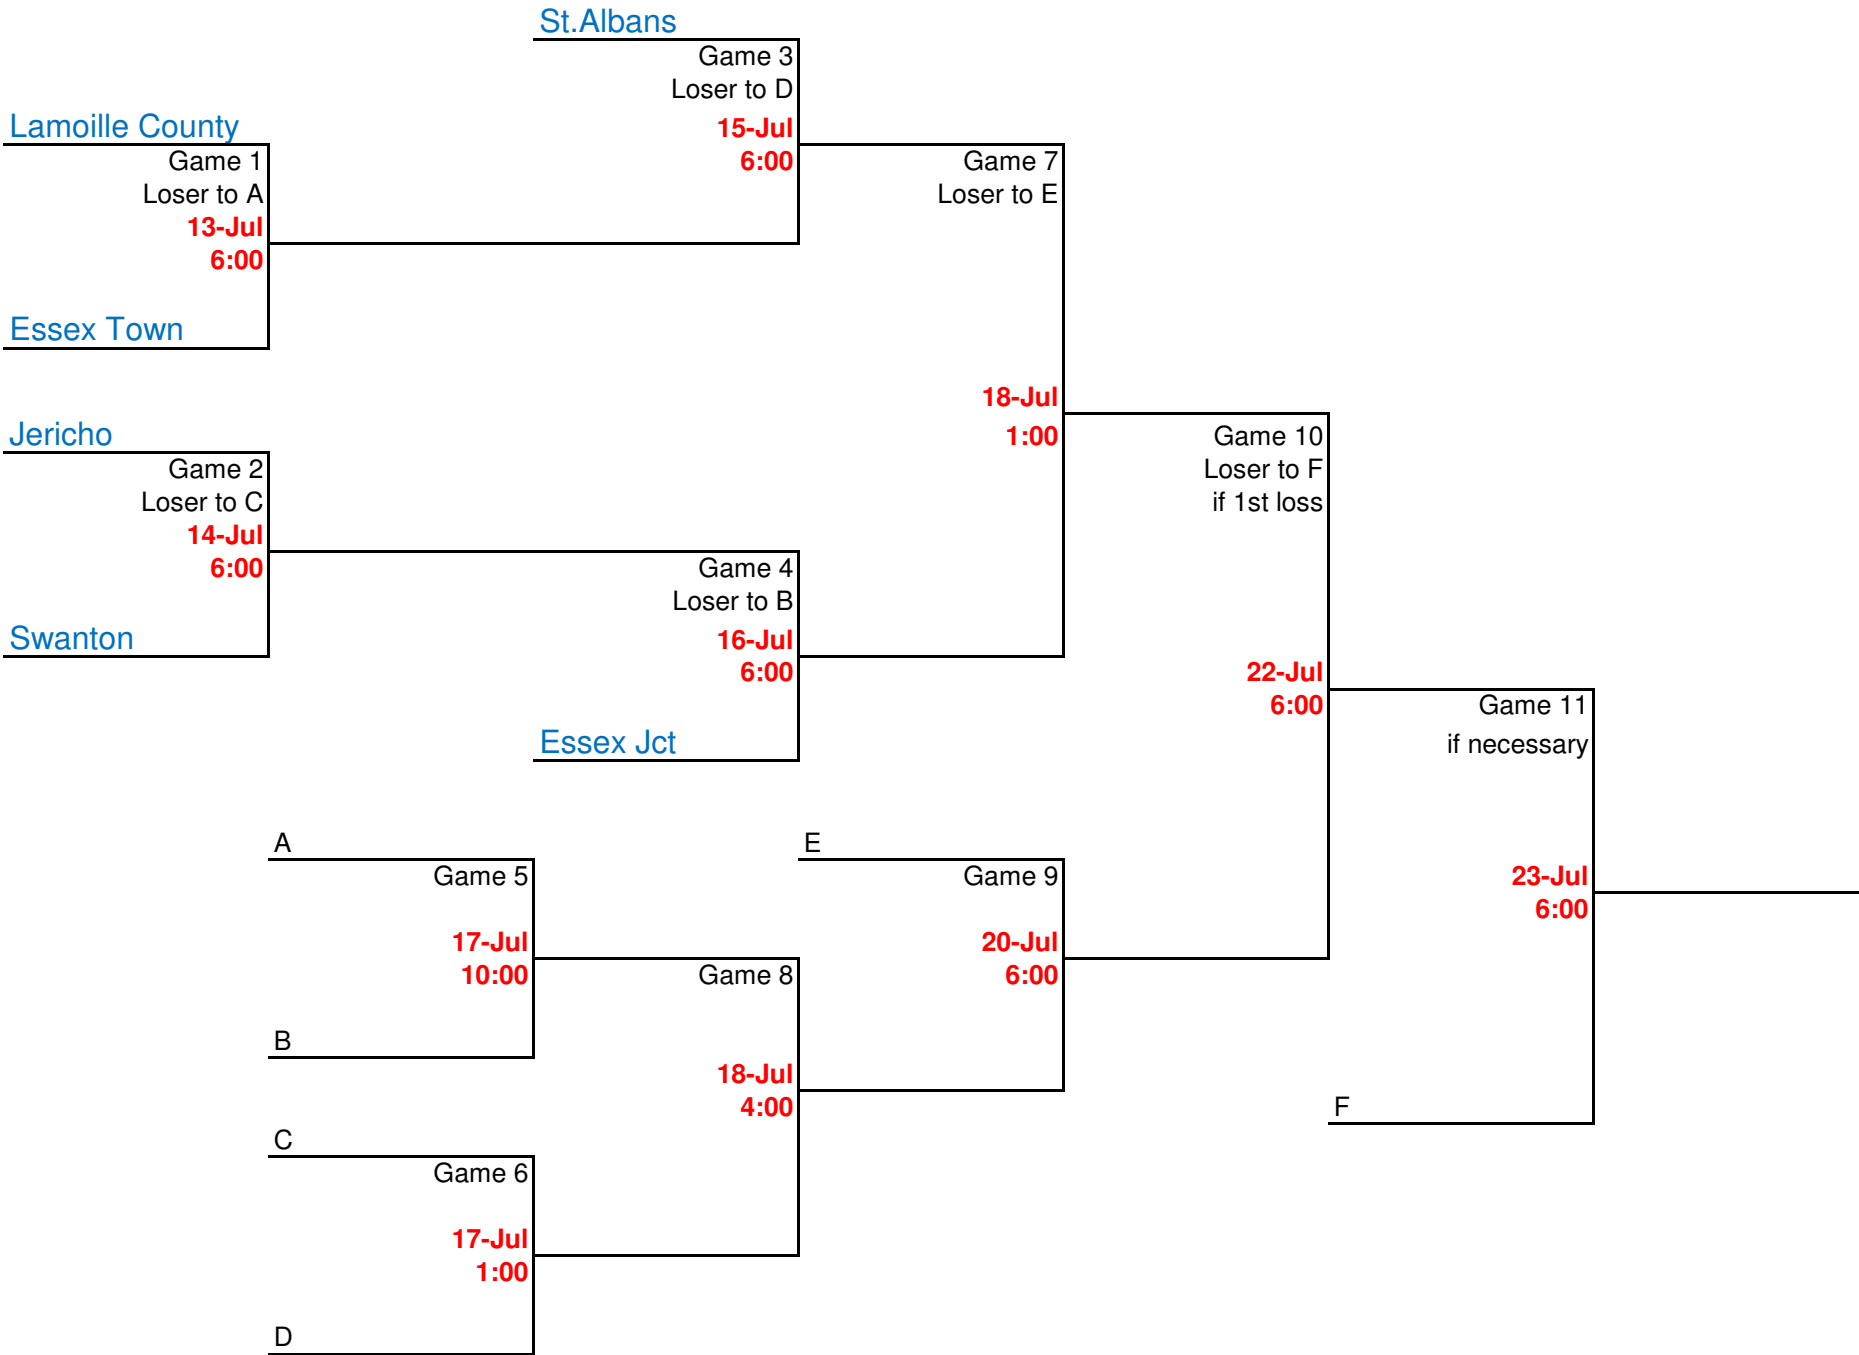 St.Albans
Game 3
Loser to D
15-Jul
6:00
Lamoille County
Game 1
Loser to A
13-Jul
6:00
Essex Town
Game 7
Loser to E
18-Jul
1:00
Jericho
Game 2
Loser to C
14-Jul
6:00
Swanton
Game 4
Loser to B
16-Jul
6:00
Essex Jct
Game 10
Loser to F
if 1st loss
22-Jul
6:00
Game 11
if necessary
23-Jul
6:00
A
Game 5
17-Jul
10:00
B
Game 8
18-Jul
4:00
E
Game 9
20-Jul
6:00
C
Game 6
17-Jul
1:00
D
F